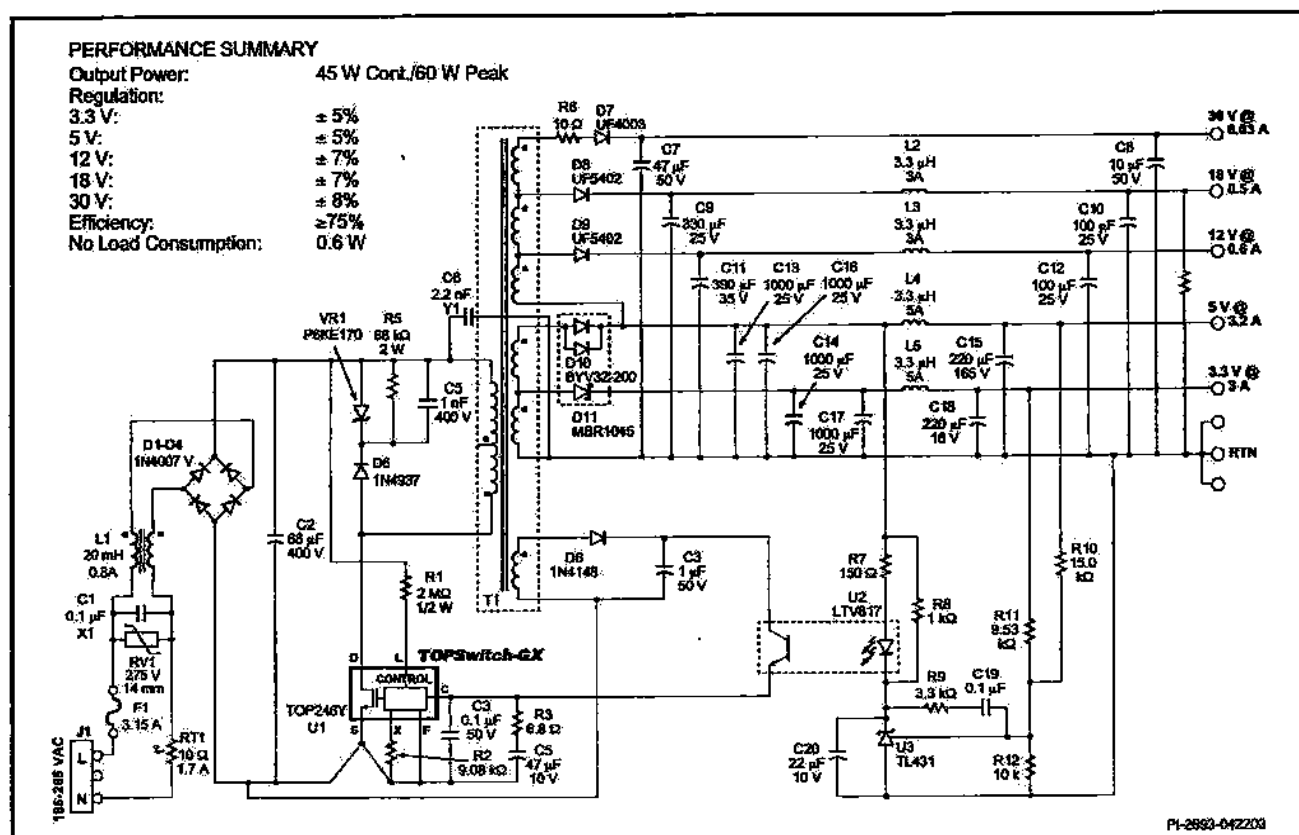 PERFORMANCE SUMMARY
Output Power: 45 W Cont./60 W Peak
Regulation:
3.3 V: ± 5%
5 V: ± 5%
12 V: ± 7%
18 V: ± 7%
30 V: ± 8%
Efficiency: ≥75%
No Load Consumption: 0.6 W
R6
10 Ω
D7
UF4003
C7
47 µF
50 V
L2
3.3 µH
3A
C8
10 µF
50 V
30 V @
0.03 A
D8
UF5402
18 V @
0.5 A
C9
330 µF
25 V
L3
3.3 µH
3A
C10
100 µF
25 V
D9
UF5402
12 V @
0.6 A
C11
390 µF
35 V
C13
1000 µF
25 V
C16
1000 µF
25 V
L4
3.3 µH
5A
C12
100 µF
25 V
C6
2.2 nF
Y1
5 V @
3.2 A
VR1
P6KE170
R5
68 kΩ
2 W
D10
BYV32-200
C14
1000 µF
25 V
L5
3.3 µH
5A
C15
220 µF
165 V
C5
1 nF
400 V
3.3 V @
3 A
D11
MBR1045
C17
1000 µF
25 V
C18
220 µF
16 V
D1-D4
1N4007 V
D6
1N4937
RTN
L1
20 mH
0.8A
C2
68 µF
400 V
D6
1N4148
C3
1 µF
50 V
R7
150 Ω
R10
15.0
kΩ
R1
2 MΩ
1/2 W
T1
C1
0.1 µF
X1
U2
LTV817
R8
1 kΩ
R11
9.53
kΩ
RV1
275 V
14 mm
D L TOPSwitch-GX
CONTROL
C
TOP246Y
U1
S X F
C3
0.1 µF
50 V
R3
6.8 Ω
R9
3.3 kΩ
C19
0.1 µF
F1
3.15 A
J1
L
N
RT1
10 Ω
1.7 A
R2
9.08 kΩ
C5
47 µF
10 V
C20
22 µF
10 V
U3
TL431
R12
10 k
PI-2693-042203